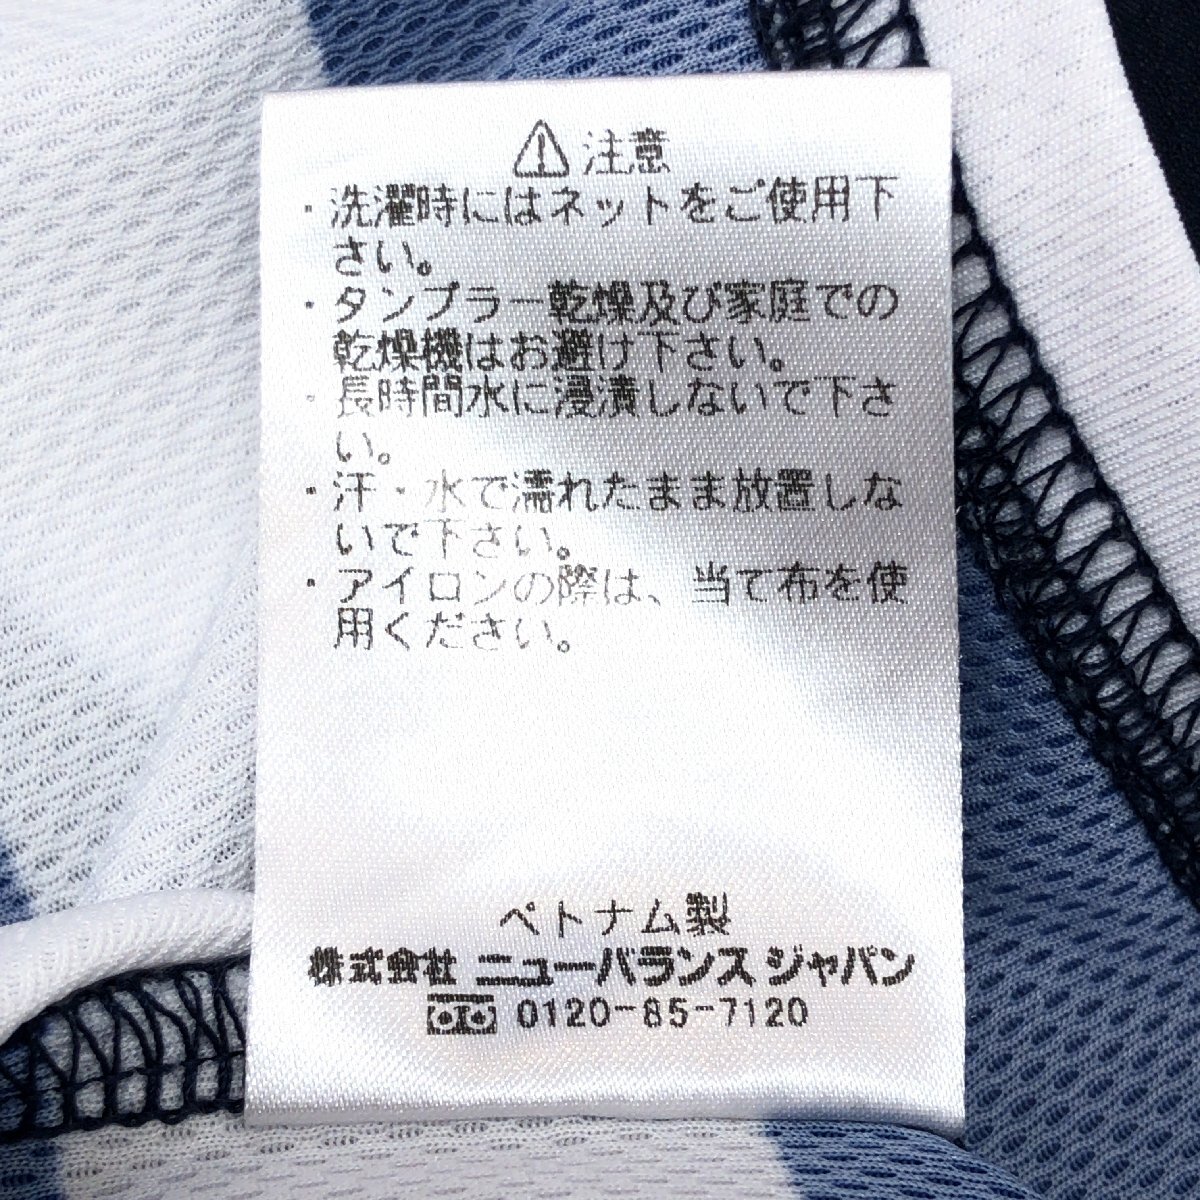 注意
・洗濯時にはネットをご使用下
さい。
・タンブラー乾燥及び家庭での
乾燥機はお避け下さい。
・長時間水に浸漬しないで下さ
い。
・汗・水で濡れたまま放置しな
いで下さい。
・アイロンの際は、当て布を使
用ください。
ベトナム製
株式会社 ニューバランス ジャパン
0120-85-7120